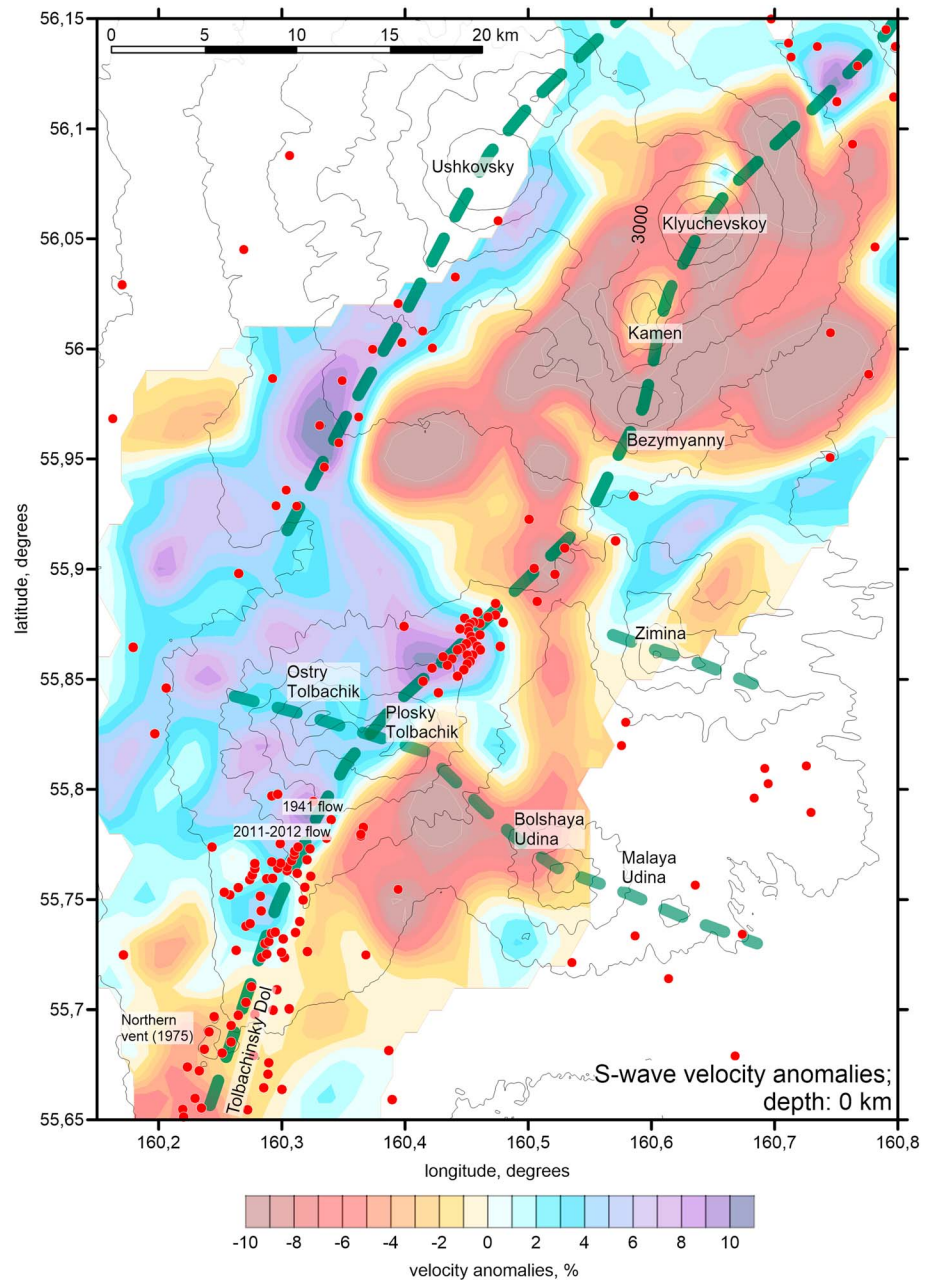 56,15
0 5 10 20 km
56,1
Ushkovsky
56,05
3000
Klyuchevskoy
56
Kamen
55,95
Bezymyanny
latitude, degrees
55,9
Zimina
55,85
Ostry
Tolbachik
Plosky
Tolbachik
55,8
1941 flow
2011-2012 flow
Bolshaya
Udina
Malaya
Udina
55,75
55,7
Northern
vent (1975)
Tolbachinsky Dol
S-wave velocity anomalies;
depth: 0 km
55,65
160,2 160,3 160,4 160,5 160,6 160,7 160,8
longitude, degrees
-10 -8 -6 -4 -2 0 2 4 6 8 10
velocity anomalies, %